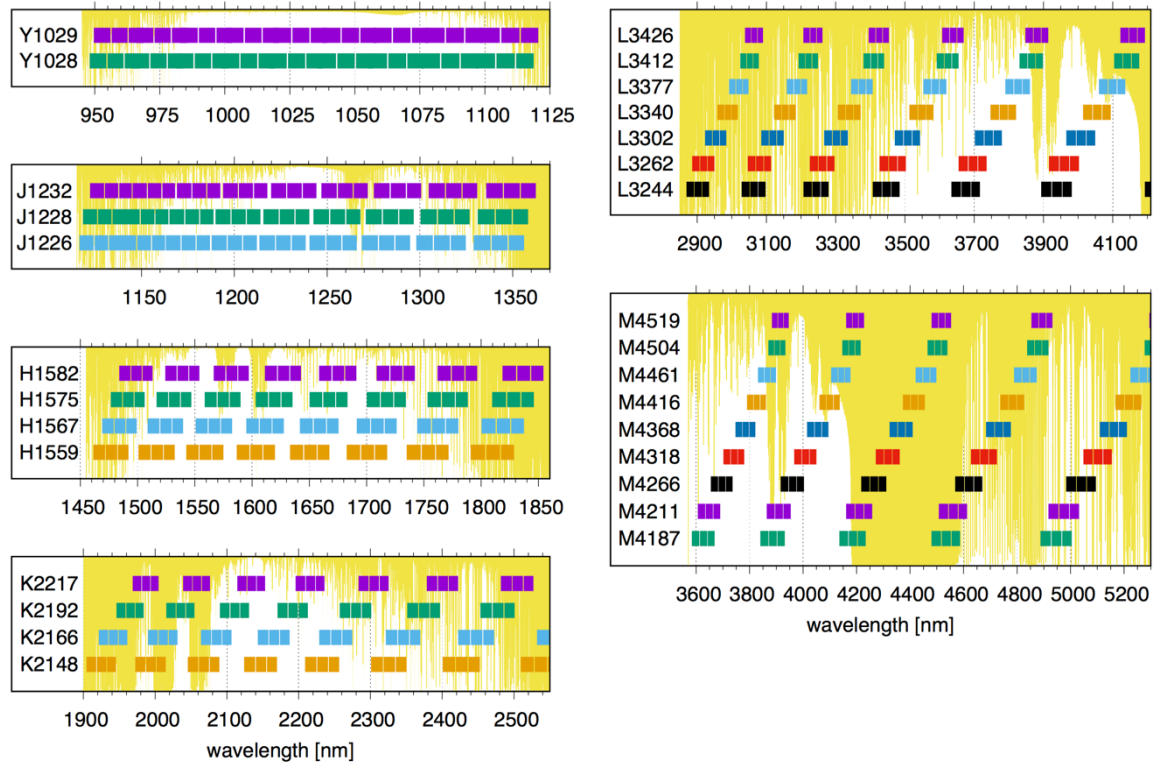 Y1029
Y1028
950 975 1000 1025 1050 1075 1100 1125
J1232
J1228
J1226
1150 1200 1250 1300 1350
H1582
H1575
H1567
H1559
1450 1500 1550 1600 1650 1700 1750 1800 1850
K2217
K2192
K2166
K2148
1900 2000 2100 2200 2300 2400 2500
wavelength [nm]
L3426
L3412
L3377
L3340
L3302
L3262
L3244
2900 3100 3300 3500 3700 3900 4100
M4519
M4504
M4461
M4416
M4368
M4318
M4266
M4211
M4187
3600 3800 4000 4200 4400 4600 4800 5000 5200
wavelength [nm]